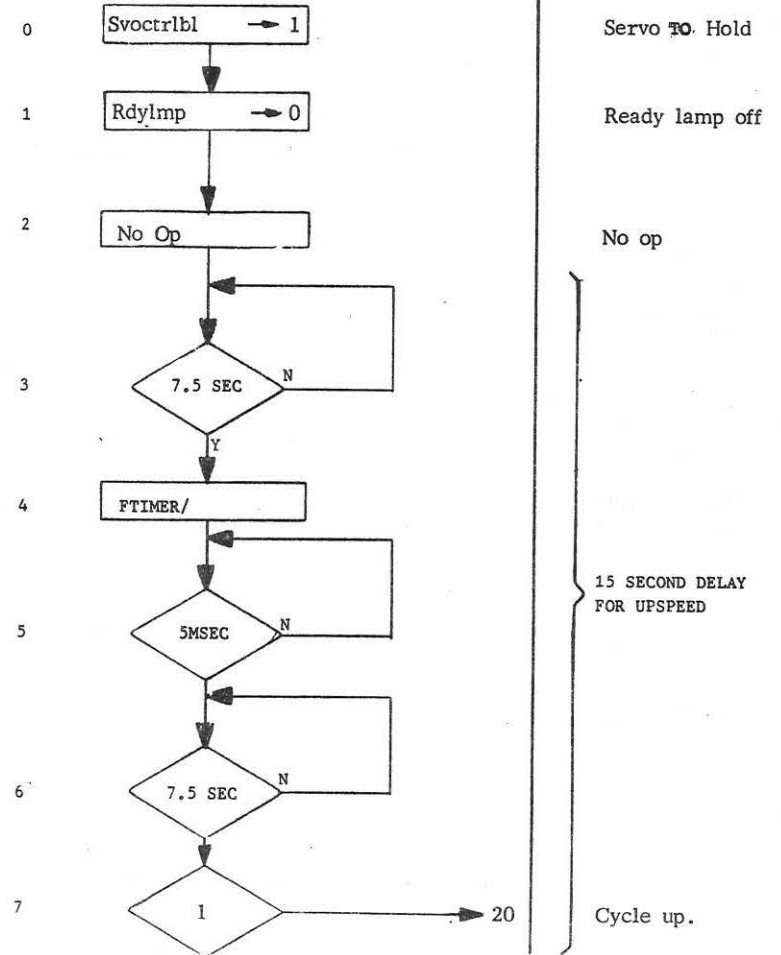 0 Svoctrlbl → 1 Servo TO Hold
1 Rdylmp → 0 Ready lamp off
2 No Op No op
3 7.5 SEC N
Y
4 FTIMER/
15 SECOND DELAY
FOR UPSPEED
5 5MSEC N
6 7.5 SEC N
7 1 20 Cycle up.